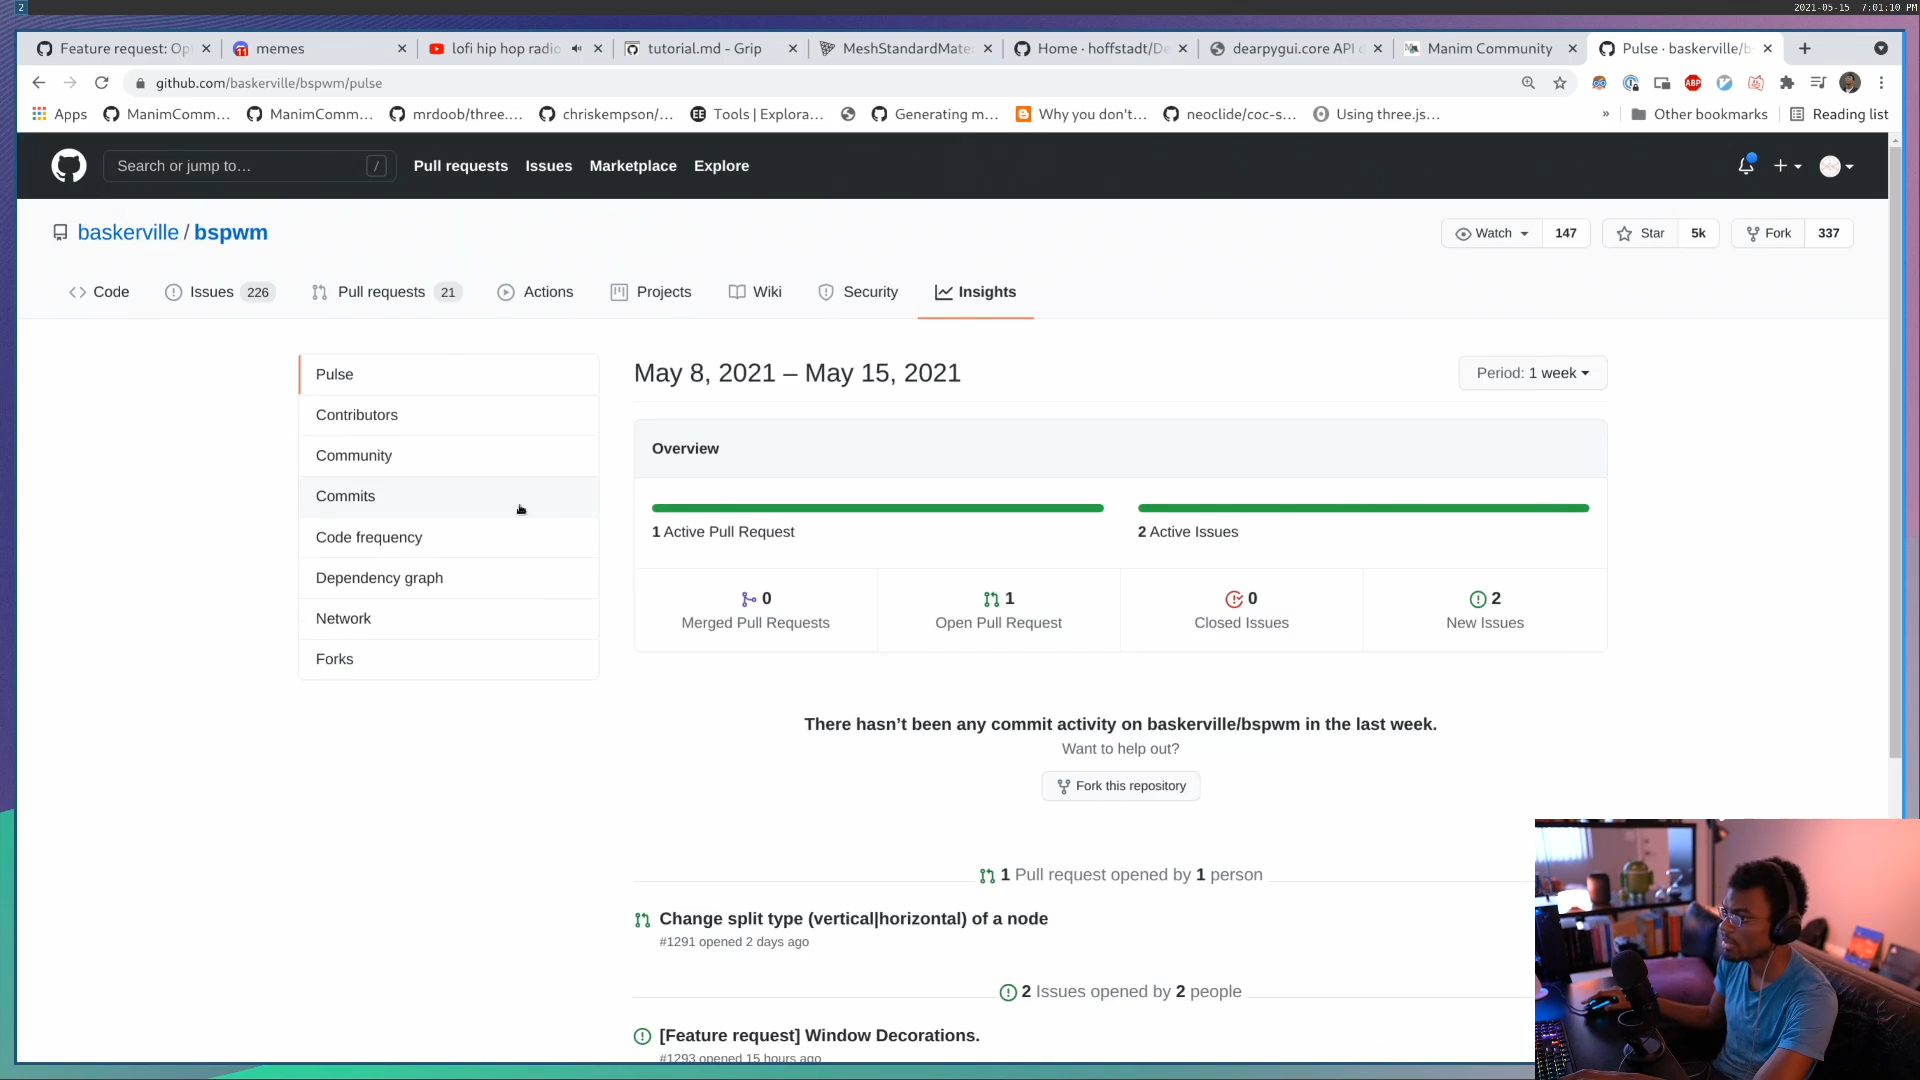 2
2021-05-15 7:01:10 PM
Feature request: Op
memes
lofi hip hop radio
tutorial.md - Grip
MeshStandardMate
Home · hoffstadt/De
dearpygui.core API d
Manim Community
Pulse · baskerville/b
github.com/baskerville/bspwm/pulse
ABP
Apps
ManimComm...
ManimComm...
mrdoob/three....
chriskempson/...
EE
Tools | Explora...
Generating m...
Why you don't...
neoclide/coc-s...
Using three.js...
»
Other bookmarks
Reading list
Search or jump to…
/
Pull requests
Issues
Marketplace
Explore
baskerville / bspwm
Watch
147
Star
5k
Fork
337
Code
Issues 226
Pull requests 21
Actions
Projects
Wiki
Security
Insights
Pulse
Contributors
Community
Commits
Code frequency
Dependency graph
Network
Forks
May 8, 2021 – May 15, 2021
Period: 1 week
Overview
1 Active Pull Request
2 Active Issues
0
Merged Pull Requests
1
Open Pull Request
0
Closed Issues
2
New Issues
There hasn’t been any commit activity on baskerville/bspwm in the last week.
Want to help out?
Fork this repository
1 Pull request opened by 1 person
Change split type (vertical|horizontal) of a node
#1291 opened 2 days ago
2 Issues opened by 2 people
[Feature request] Window Decorations.
#1293 opened 15 hours ago